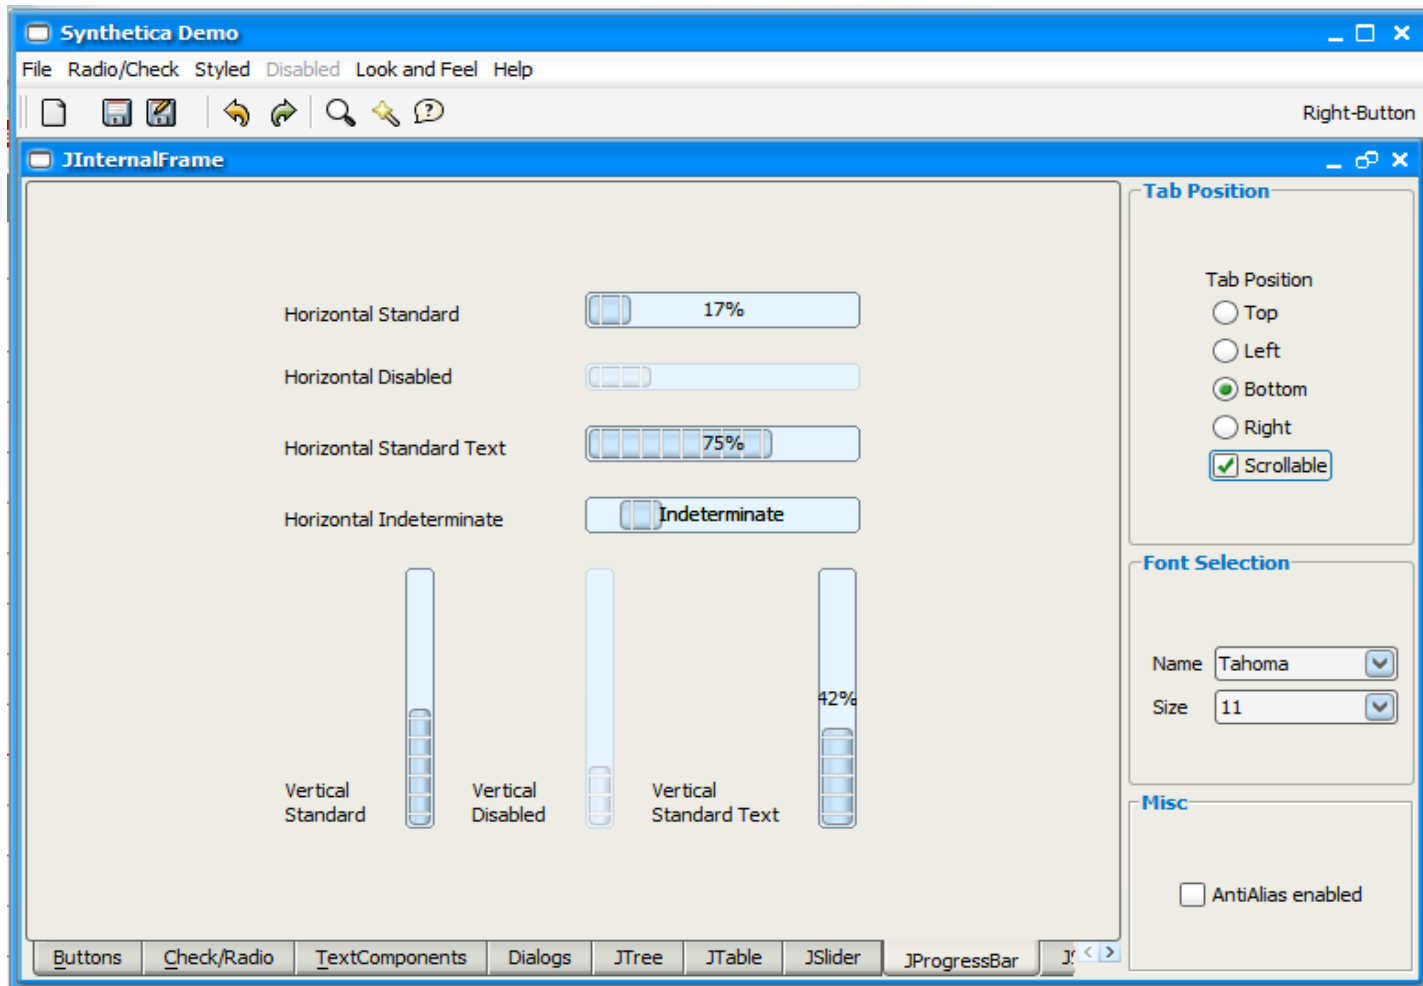 Synthetica Demo
File Radio/Check Styled Disabled Look and Feel Help
Right-Button
JInternalFrame
Horizontal Standard
17%
Horizontal Disabled
Horizontal Standard Text
75%
Horizontal Indeterminate
Indeterminate
42%
Vertical
Standard
Vertical
Disabled
Vertical
Standard Text
Tab Position
Tab Position
Top
Left
Bottom
Right
Scrollable
Font Selection
Name Tahoma
Size 11
Misc
AntiAlias enabled
Buttons Check/Radio TextComponents Dialogs JTree JTable JSlider JProgressBar